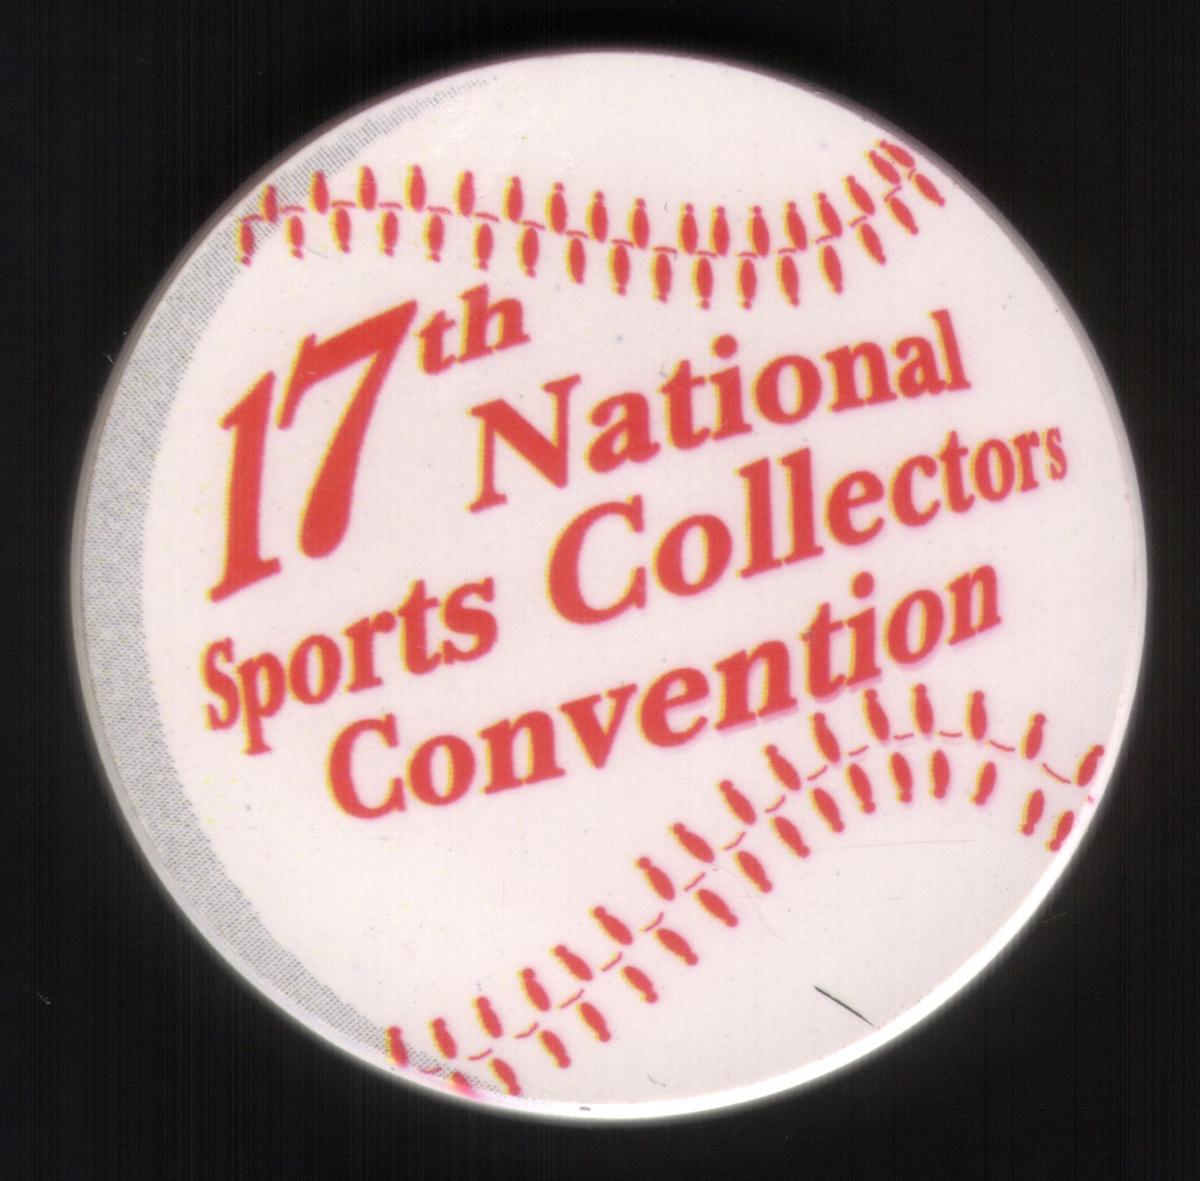 17th
National
Sports Collectors
Convention